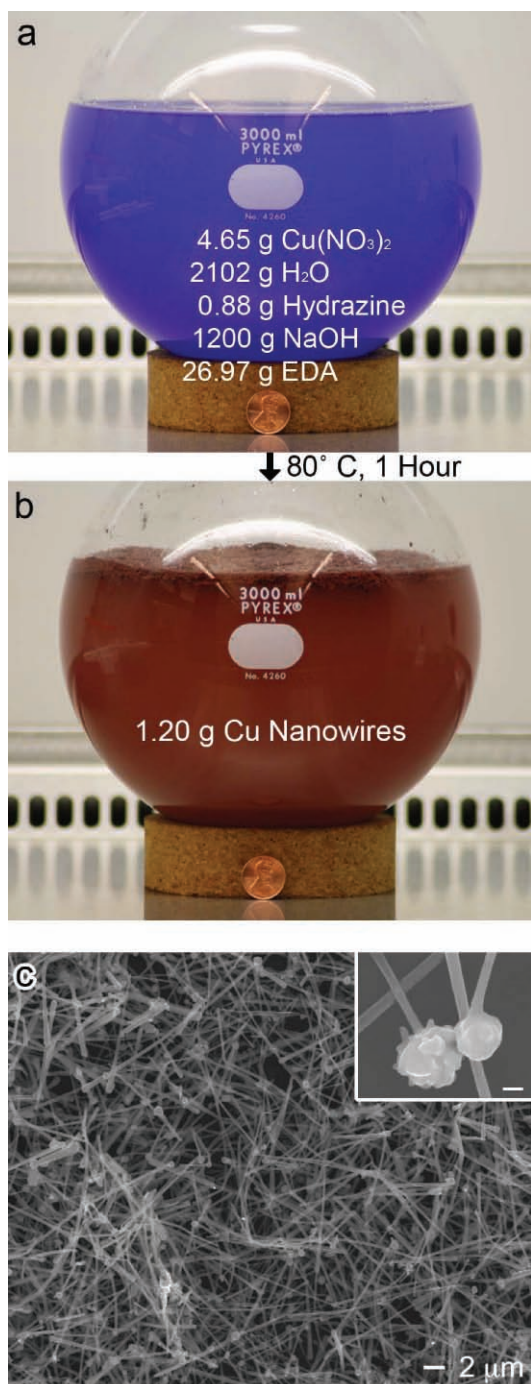 a
3000 ml
PYREX®
USA
No. 4260
4.65 g Cu(NO₃)₂
2102 g H₂O
0.88 g Hydrazine
1200 g NaOH
26.97 g EDA
80˚ C, 1 Hour
b
3000 ml
PYREX®
USA
No. 4260
1.20 g Cu Nanowires
c
2 μm